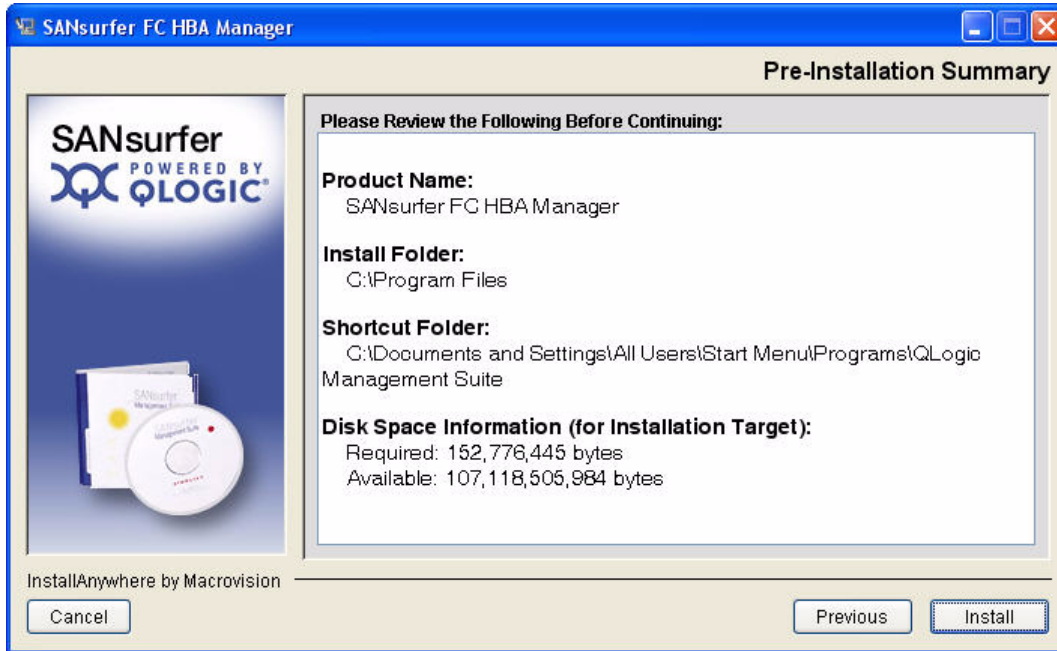 SANsurfer FC HBA Manager
Pre-Installation Summary
SANsurfer
POWERED BY
QLOGIC®
SANsurfer
Management Suite
Please Review the Following Before Continuing:
Product Name:
SANsurfer FC HBA Manager
Install Folder:
C:\Program Files
Shortcut Folder:
C:\Documents and Settings\All Users\Start Menu\Programs\QLogic
Management Suite
Disk Space Information (for Installation Target):
Required: 152,776,445 bytes
Available: 107,118,505,984 bytes
InstallAnywhere by Macrovision
Cancel
Previous
Install